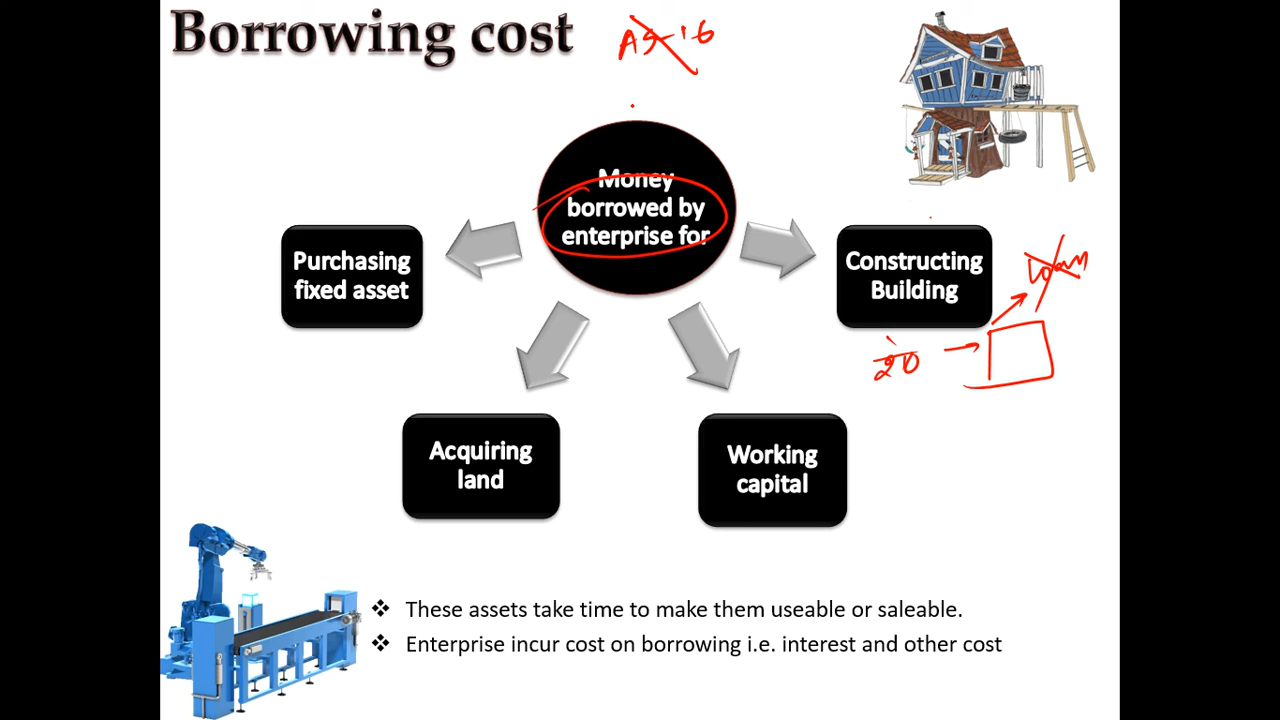 Borrowing cost
AS 16
Money
borrowed by
enterprise for
Purchasing
fixed asset
Constructing
Building
Loan
20
Acquiring
land
Working
capital
These assets take time to make them useable or saleable.
Enterprise incur cost on borrowing i.e. interest and other cost